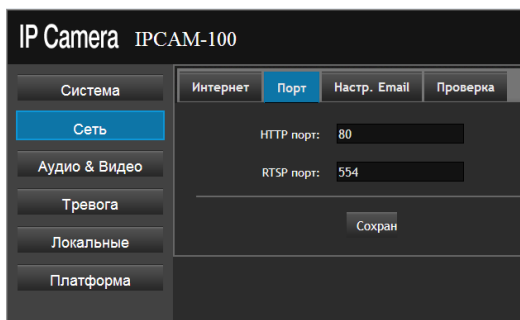 IP Camera IPCAM-100
Система
Сеть
Аудио & Видео
Тревога
Локальные
Платформа
Интернет Порт Настр. Email Проверка
HTTP порт: 80
RTSP порт: 554
Сохран